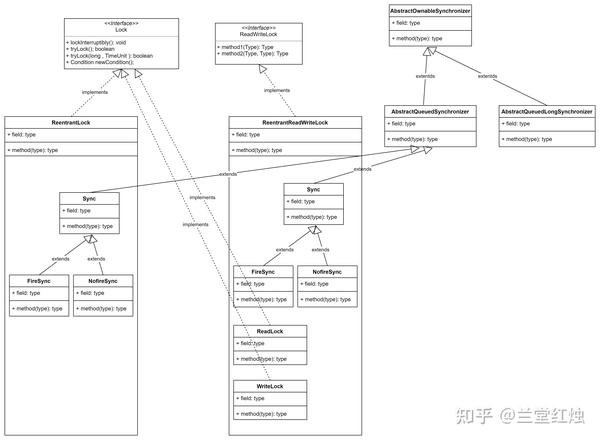 <<Interface>>
Lock
+ lockInterruptibly(): void
+ tryLock(): boolean
+ tryLock(long , TimeUnit ): boolean
+ Condition newCondition();
<<Interface>>
ReadWriteLock
+ method1(Type): Type
+ method2(Type, Type): Type
AbstractOwnableSynchronizer
+ field: type
+ method(type): type
implements
implements
extentds
extentds
ReentrantLock
+ field: type
+ method(type): type
ReentrantReadWriteLock
+ field: type
+ method(type): type
AbstractQueuedSynchronizer
+ field: type
+ method(type): type
AbstractQueuedLongSynchronizer
+ field: type
+ method(type): type
extends
extends
implements
implements
Sync
+ field: type
+ method(type): type
extends
extends
FireSync
+ field: type
+ method(type): type
NofireSync
+ field: type
+ method(type): type
Sync
+ field: type
+ method(type): type
extends
extends
FireSync
+ field: type
+ method(type): type
NofireSync
+ field: type
+ method(type): type
ReadLock
+ field: type
+ method(type): type
WriteLock
+ field: type
+ method(type): type
知乎 @兰堂红烛